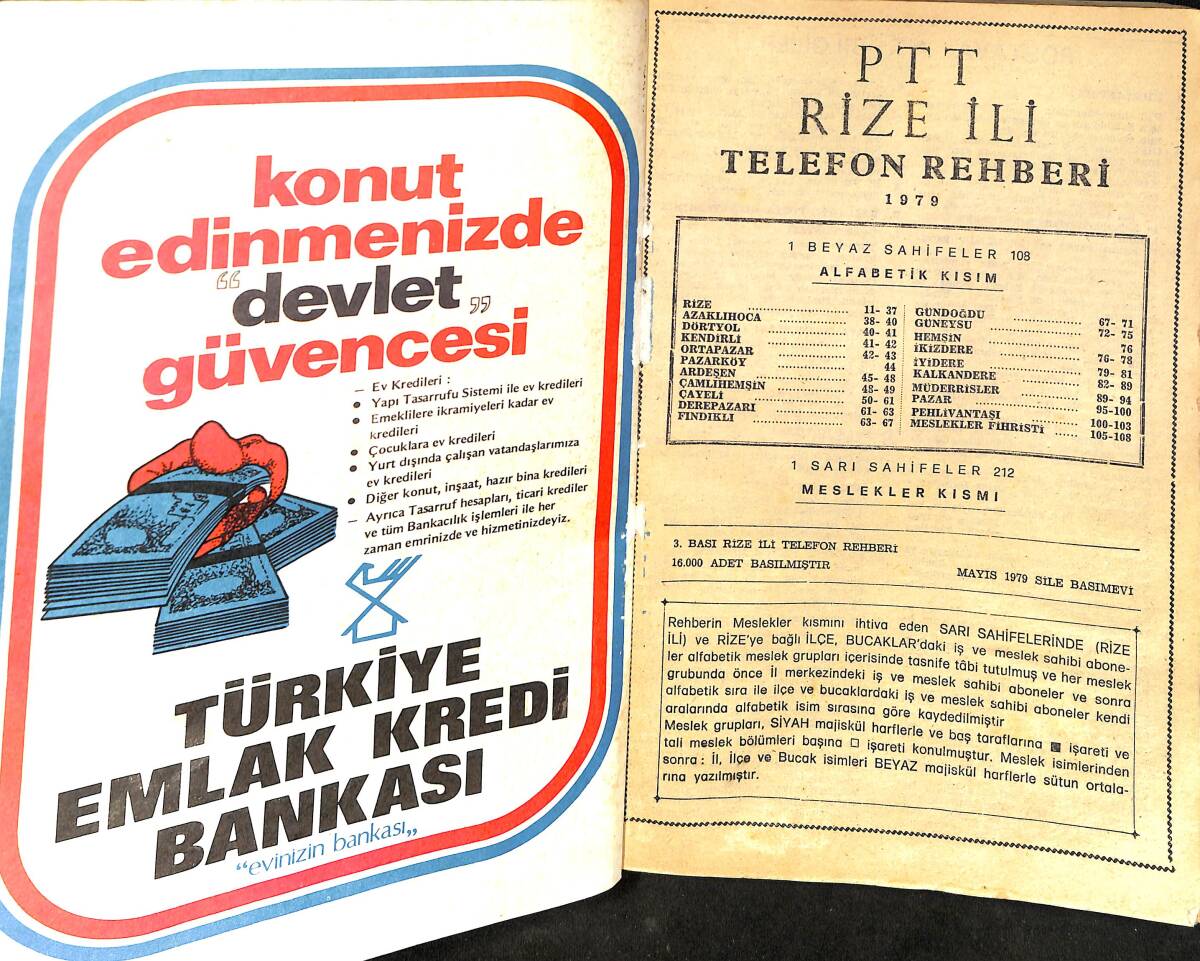 konut
edinmenizde
“devlet„
güvencesi
— Ev Kredileri :
● Yapı Tasarrufu Sistemi ile ev kredileri
● Emeklilere ikramiyeleri kadar ev
kredileri
● Çocuklara ev kredileri
● Yurt dışında çalışan vatandaşlarımıza
ev kredileri
● Diğer konut, inşaat, hazır bina kredileri
— Ayrıca Tasarruf hesapları, ticari krediler
ve tüm Bankacılık işlemleri ile her
zaman emrinizde ve hizmetinizdeyiz.
TÜRKİYE
EMLAK KREDİ
BANKASI
“evinizin bankası„
PTT
RİZE İLİ
TELEFON REHBERİ
1979
1 BEYAZ SAHİFELER 108
ALFABETİK KISIM
RİZE 11- 37
AZAKLIHOCA 38- 40
DÖRTYOL 40- 41
KENDİRLİ 41- 42
ORTAPAZAR 42- 43
PAZARKÖY 44
ARDEŞEN 45- 48
ÇAMLIHEMŞİN 48- 49
ÇAYELİ 50- 61
DEREPAZARI 61- 63
FINDIKLI 63- 67
GÜNDOĞDU 67- 71
GÜNEYSU 72- 75
HEMŞİN 76
İKİZDERE 76- 78
İYİDERE 79- 81
KALKANDERE 82- 89
MÜDERRİSLER 89- 94
PAZAR 95-100
PEHLİVANTAŞI 100-103
MESLEKLER FİHRİSTİ 105-108
1 SARI SAHİFELER 212
MESLEKLER KISMI
3. BASI RİZE İLİ TELEFON REHBERİ
16.000 ADET BASILMIŞTIR
MAYIS 1979 SİLE BASIMEVİ
Rehberin Meslekler kısmını ihtiva eden SARI SAHİFELERİNDE (RİZE
İLİ) ve RİZE'ye bağlı İLÇE, BUCAKLAR'daki iş ve meslek sahibi abone-
ler alfabetik meslek grupları içerisinde tasnife tâbi tutulmuş ve her meslek
grubunda önce İl merkezindeki iş ve meslek sahibi aboneler ve sonra
alfabetik sıra ile ilçe ve bucaklardaki iş ve meslek sahibi aboneler kendi
aralarında alfabetik isim sırasına göre kaydedilmiştir
Meslek grupları, SİYAH majiskül harflerle ve baş taraflarına ■ işareti ve
tali meslek bölümleri başına □ işareti konulmuştur. Meslek isimlerinden
sonra : İl, İlçe ve Bucak isimleri BEYAZ majiskül harflerle sütun ortala-
rına yazılmıştır.